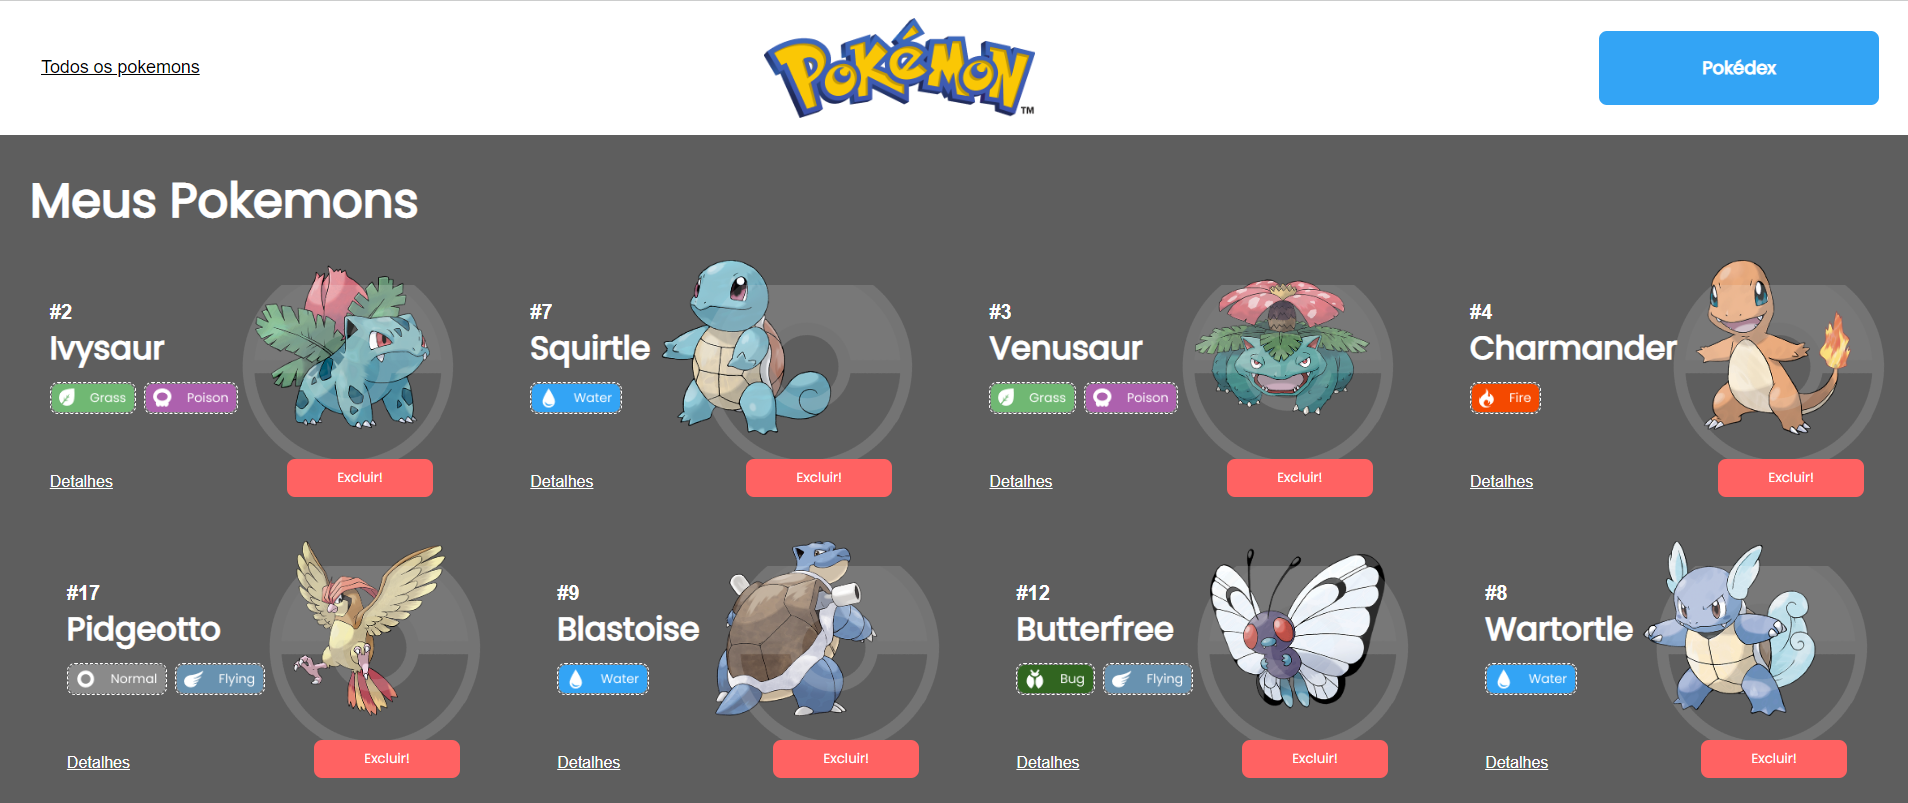 Todos os pokemons
POKéMON
TM
Pokédex
Meus Pokemons
#2
Ivysaur
Grass Poison
Detalhes
Excluir!
#7
Squirtle
Water
Detalhes
Excluir!
#3
Venusaur
Grass Poison
Detalhes
Excluir!
#4
Charmander
Fire
Detalhes
Excluir!
#17
Pidgeotto
Normal Flying
Detalhes
Excluir!
#9
Blastoise
Water
Detalhes
Excluir!
#12
Butterfree
Bug Flying
Detalhes
Excluir!
#8
Wartortle
Water
Detalhes
Excluir!